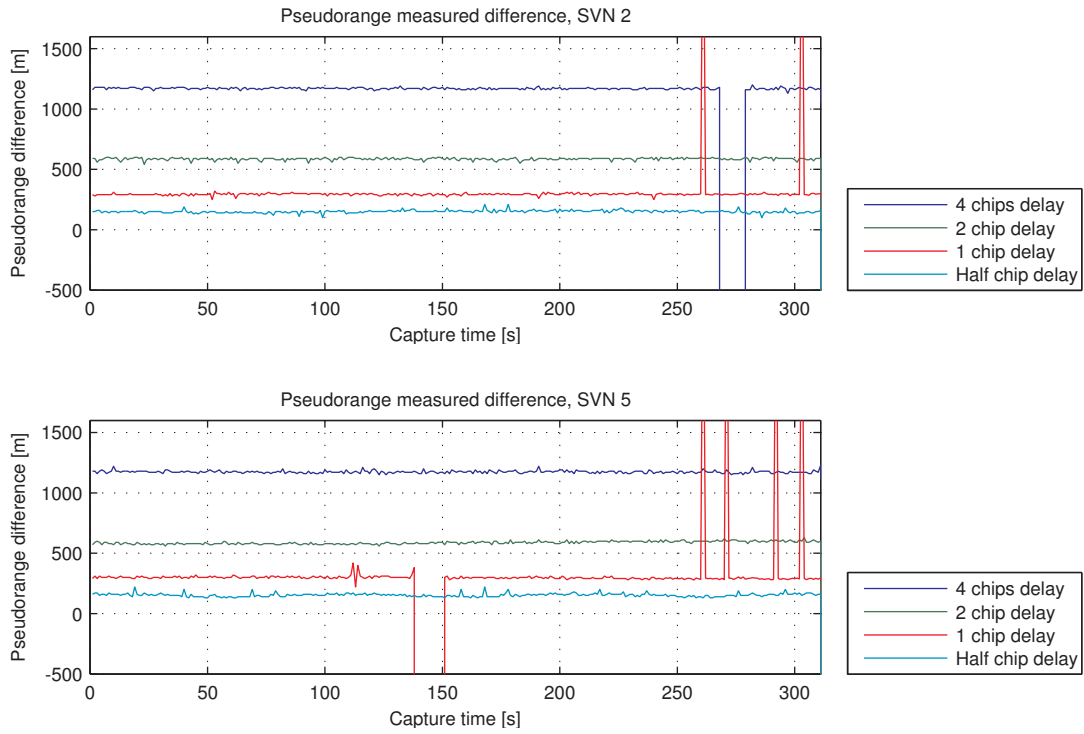 Pseudorange measured difference, SVN 2
Pseudorange difference [m]
1500
1000
500
0
-500
0 50 100 150 200 250 300
Capture time [s]
4 chips delay
2 chip delay
1 chip delay
Half chip delay
Pseudorange measured difference, SVN 5
Pseudorange difference [m]
1500
1000
500
0
-500
0 50 100 150 200 250 300
Capture time [s]
4 chips delay
2 chip delay
1 chip delay
Half chip delay